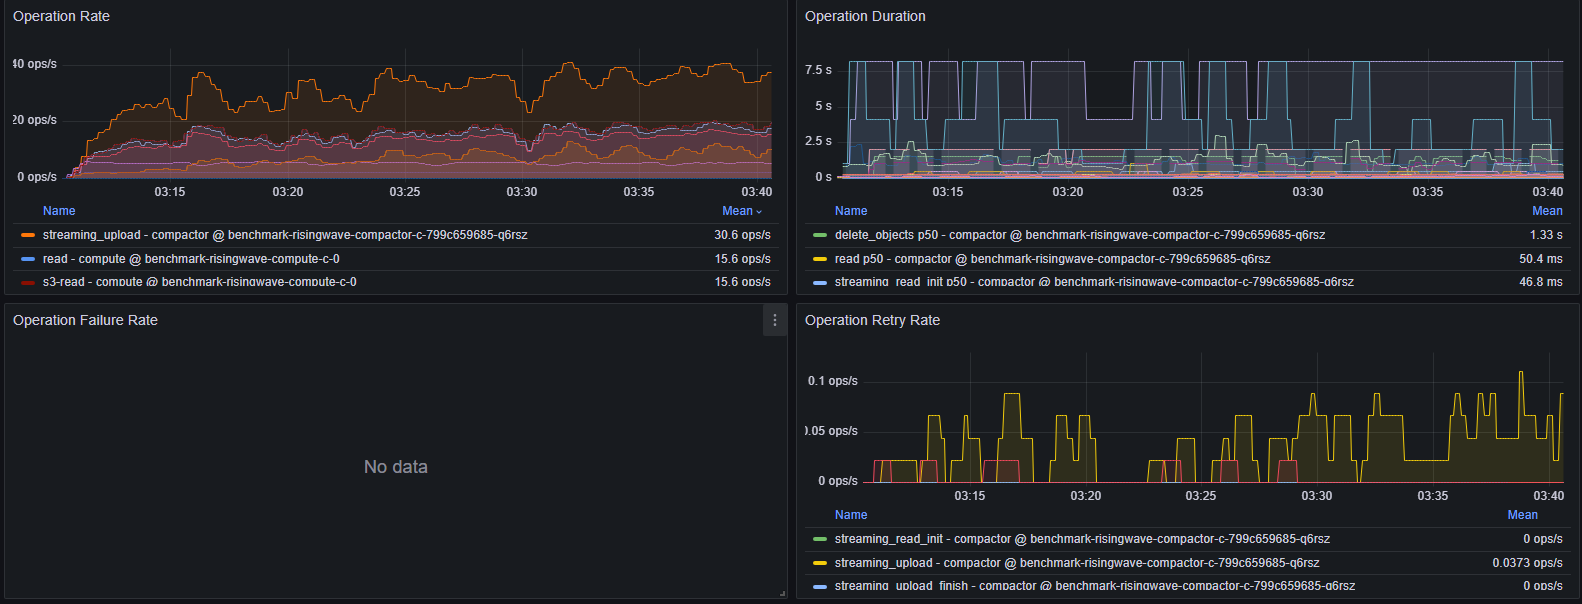 Operation Rate
40 ops/s
20 ops/s
0 ops/s
03:15 03:20 03:25 03:30 03:35 03:40
Name Mean
streaming_upload - compactor @ benchmark-risingwave-compactor-c-799c659685-q6rsz 30.6 ops/s
read - compute @ benchmark-risingwave-compute-c-0 15.6 ops/s
s3-read - compute @ benchmark-risingwave-compute-c-0 15.6 ops/s
Operation Duration
7.5 s
5 s
2.5 s
0 s
03:15 03:20 03:25 03:30 03:35 03:40
Name Mean
delete_objects p50 - compactor @ benchmark-risingwave-compactor-c-799c659685-q6rsz 1.33 s
read p50 - compactor @ benchmark-risingwave-compactor-c-799c659685-q6rsz 50.4 ms
streaming_read_init p50 - compactor @ benchmark-risingwave-compactor-c-799c659685-q6rsz 46.8 ms
Operation Failure Rate
No data
Operation Retry Rate
0.1 ops/s
0.05 ops/s
0 ops/s
03:15 03:20 03:25 03:30 03:35 03:40
Name Mean
streaming_read_init - compactor @ benchmark-risingwave-compactor-c-799c659685-q6rsz 0 ops/s
streaming_upload - compactor @ benchmark-risingwave-compactor-c-799c659685-q6rsz 0.0373 ops/s
streaming_upload_finish - compactor @ benchmark-risingwave-compactor-c-799c659685-q6rsz 0 ops/s